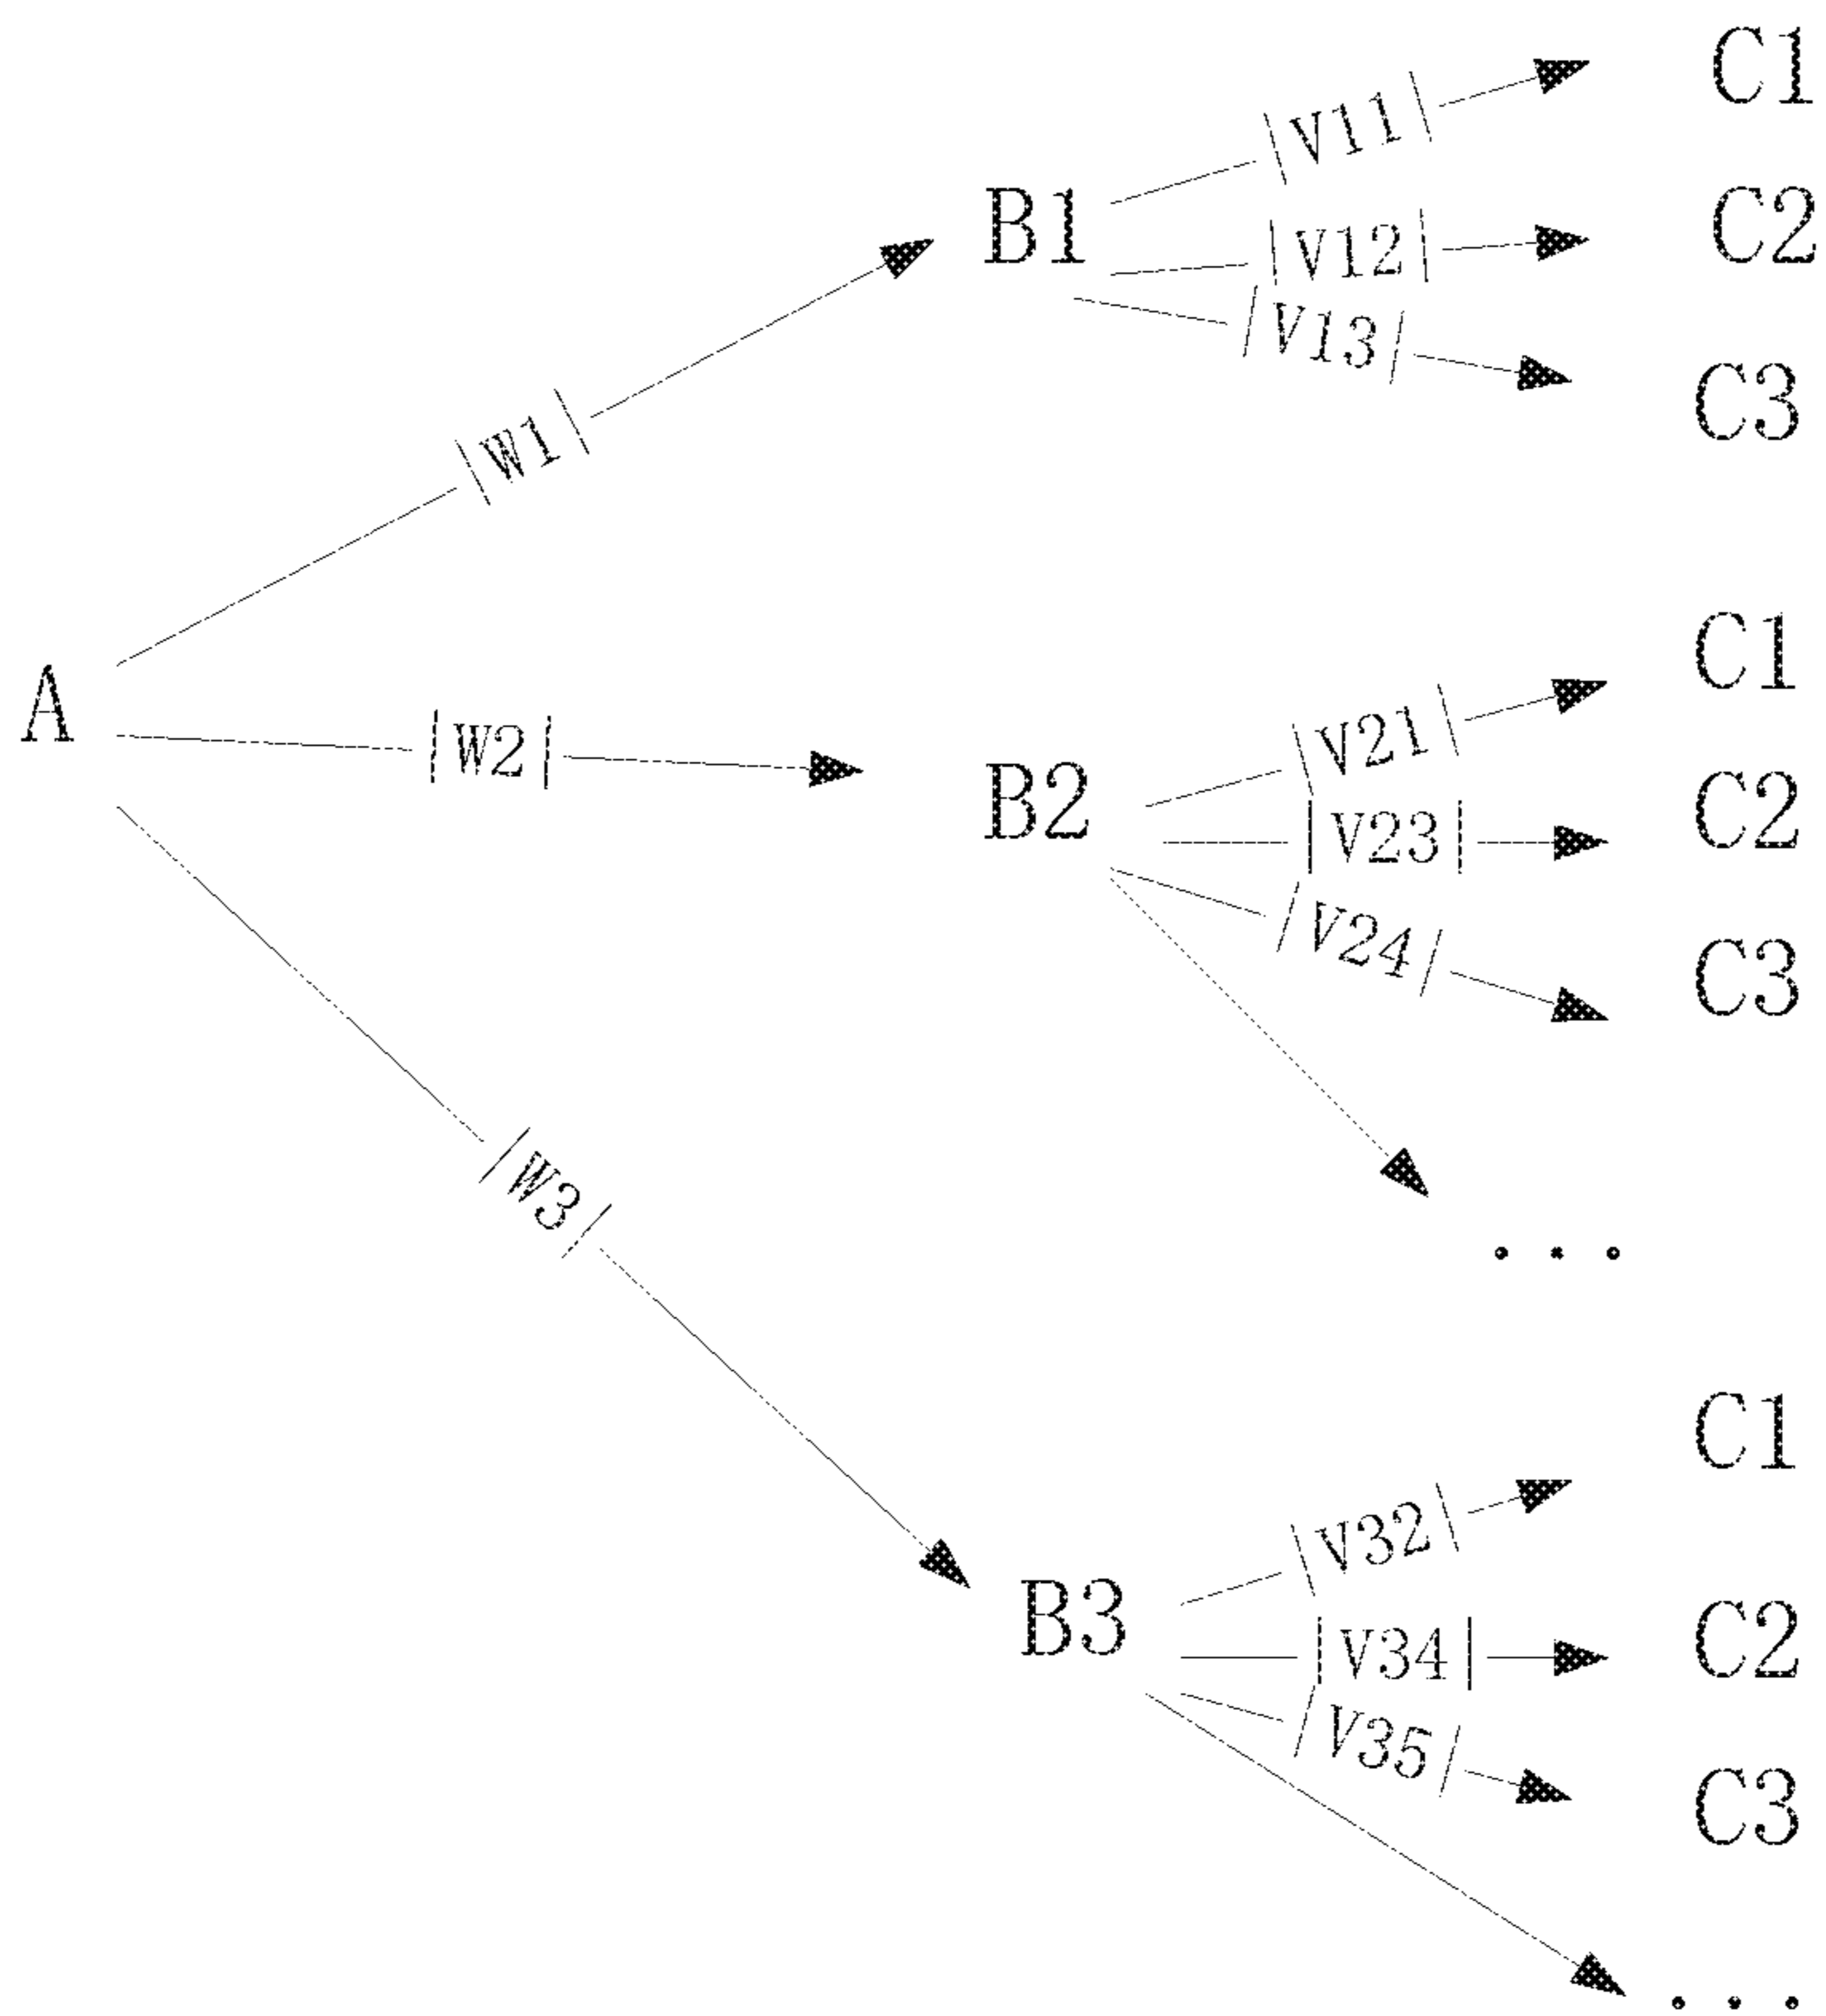 C1
|V11|
B1
|V12|
C2
|V13|
C3
|W1|
A
|W2|
B2
|V21|
C1
|V23|
C2
|V24|
C3
...
|W3|
B3
|V32|
C1
|V34|
C2
|V35|
C3
...